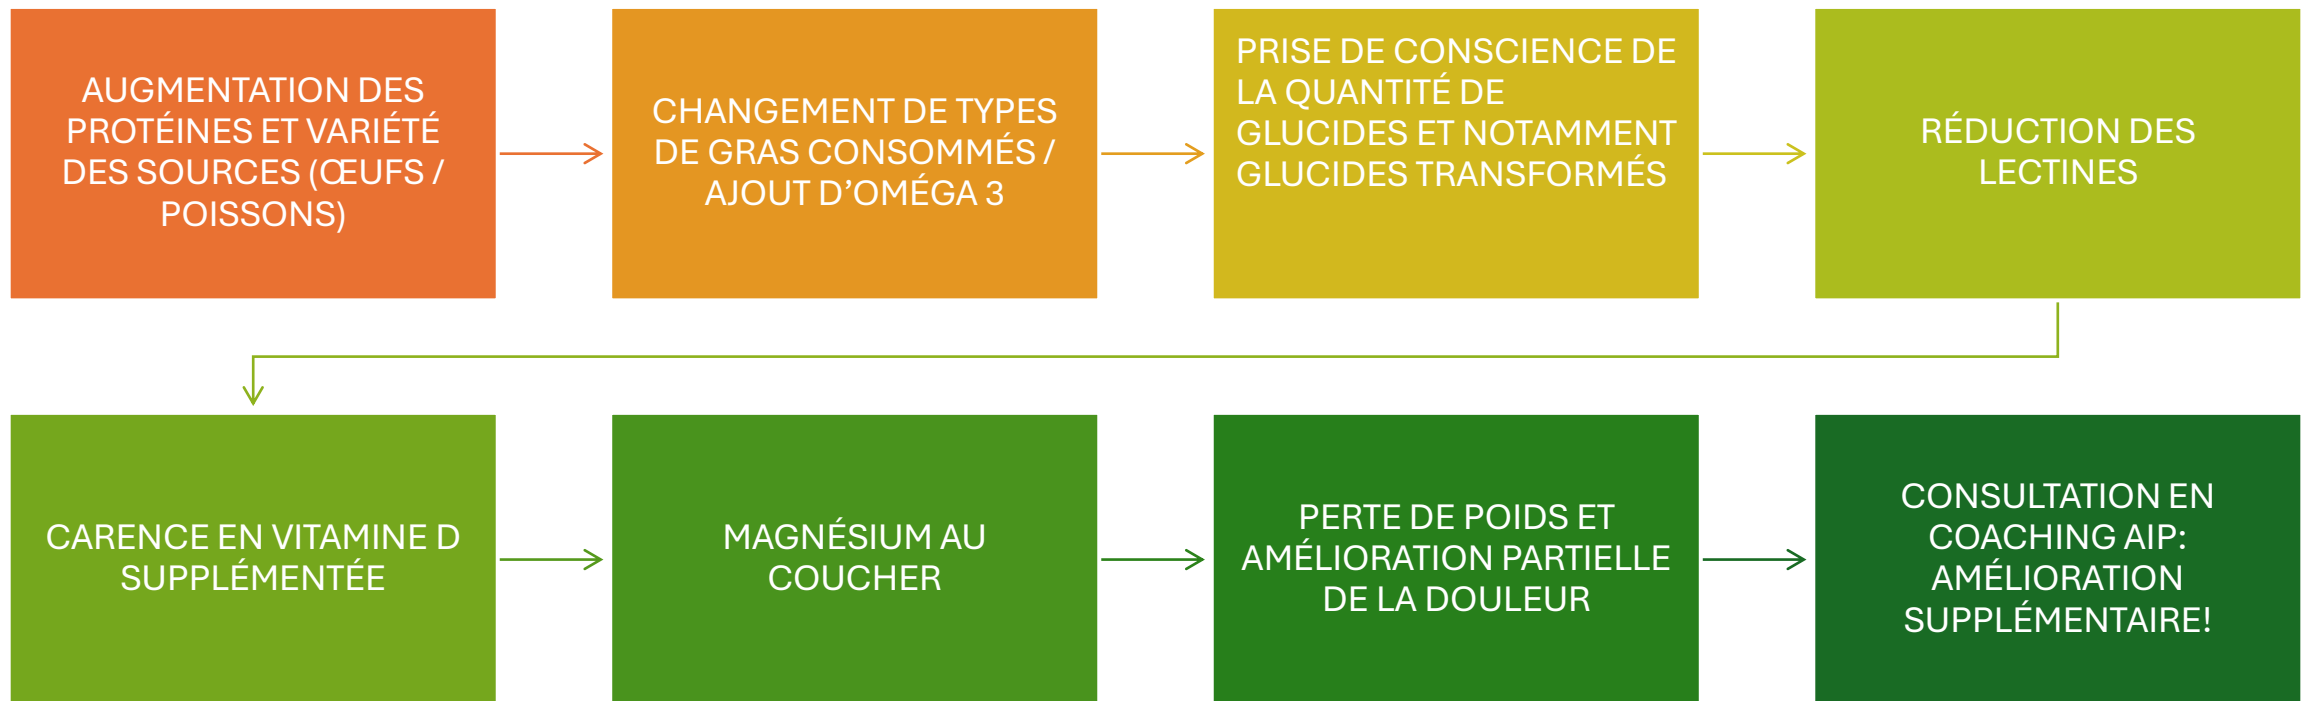 AUGMENTATION DES
PROTÉINES ET VARIÉTÉ
DES SOURCES (ŒUFS /
POISSONS)
CHANGEMENT DE TYPES
DE GRAS CONSOMMÉS /
AJOUT D’OMÉGA 3
PRISE DE CONSCIENCE DE
LA QUANTITÉ DE
GLUCIDES ET NOTAMMENT
GLUCIDES TRANSFORMÉS
RÉDUCTION DES
LECTINES
CARENCE EN VITAMINE D
SUPPLÉMENTÉE
MAGNÉSIUM AU
COUCHER
PERTE DE POIDS ET
AMÉLIORATION PARTIELLE
DE LA DOULEUR
CONSULTATION EN
COACHING AIP:
AMÉLIORATION
SUPPLÉMENTAIRE!